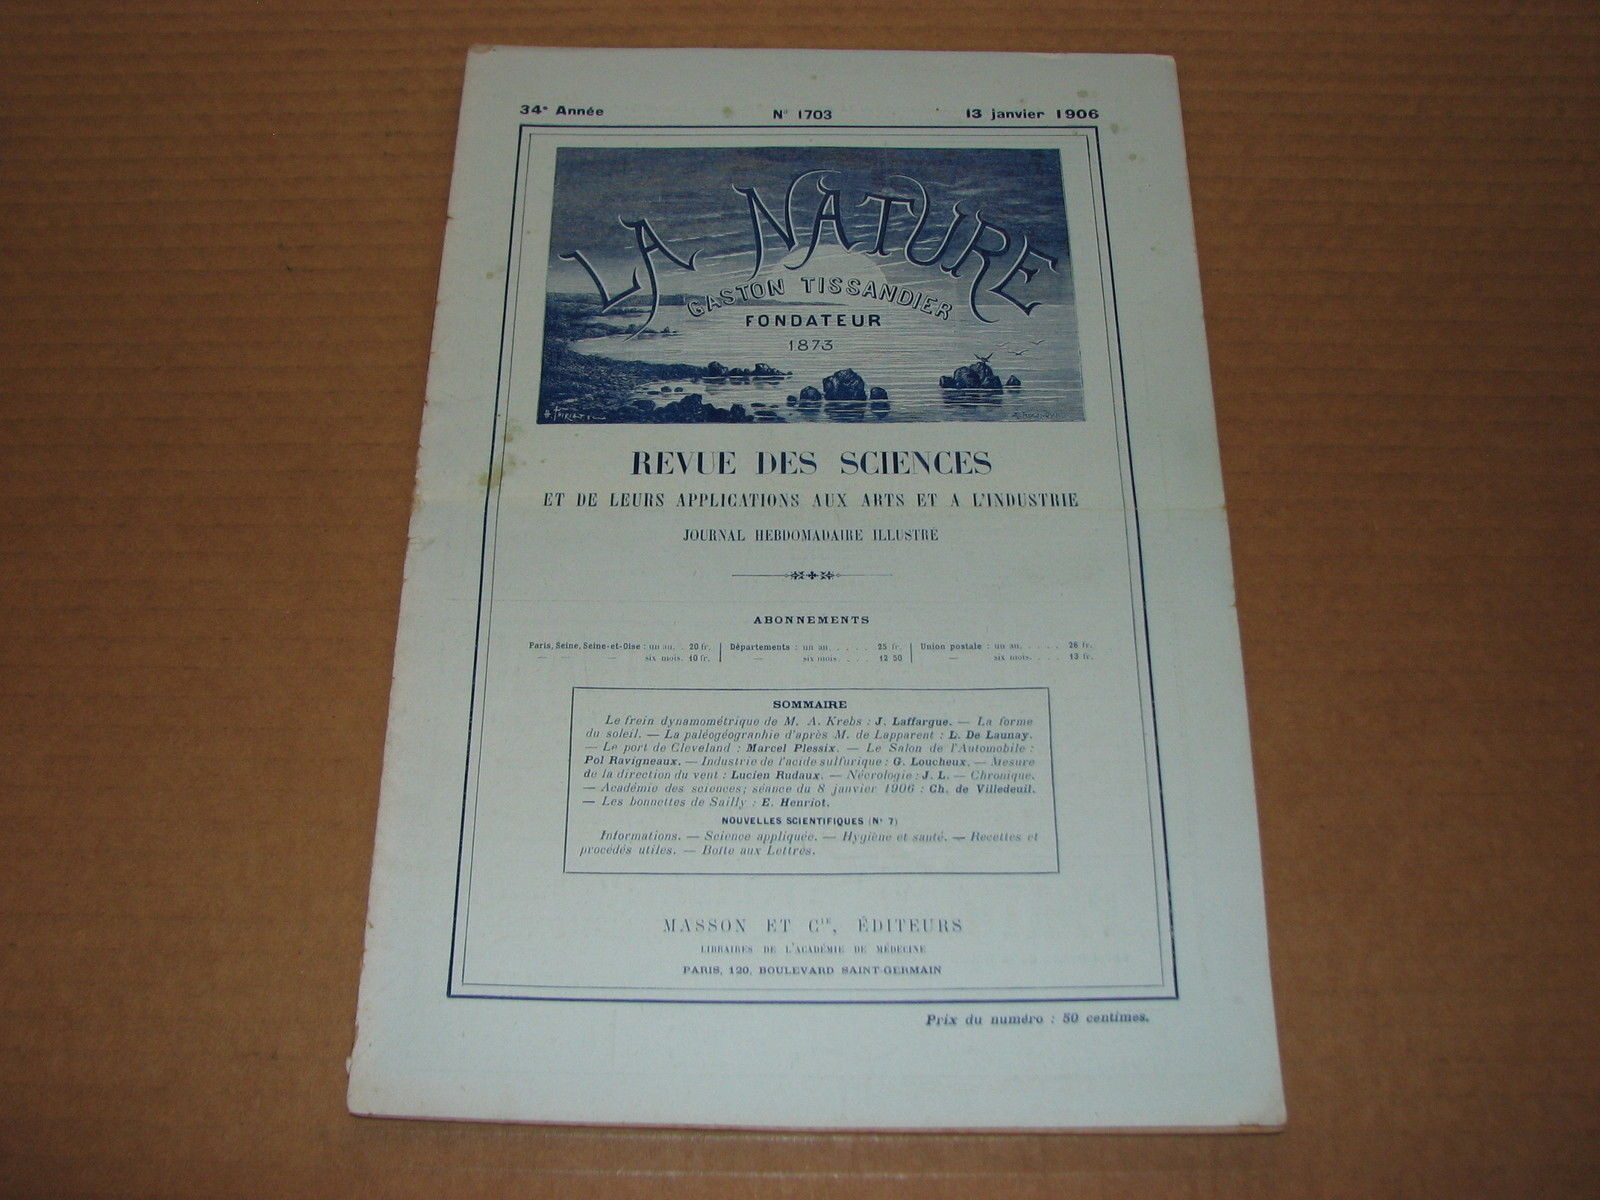 34e Année N° 1703 13 janvier 1906
LA NATURE
GASTON TISSANDIER
FONDATEUR
1873
REVUE DES SCIENCES
ET DE LEURS APPLICATIONS AUX ARTS ET A L'INDUSTRIE
JOURNAL HEBDOMADAIRE ILLUSTRÉ
ABONNEMENTS
Paris, Seine, Seine-et-Oise : un an. . 20 fr. | Départements : un an. . . . . 25 fr. | Union postale : un an. . . . . 26 fr.
— — — six mois. 10 fr. | — six mois. . . . 12 50 | — six mois. . . . 13 fr.
SOMMAIRE
Le frein dynamométrique de M. A. Krebs : J. Laffargue. — La forme
du soleil. — La paléogéographie d'après M. de Lapparent : L. De Launay.
— Le port de Cleveland : Marcel Plessix. — Le Salon de l'Automobile :
Pol Ravigneaux. — Industrie de l'acide sulfurique : G. Loucheux. — Mesure
de la direction du vent : Lucien Rudaux. — Nécrologie : J. L. — Chronique.
— Académie des sciences; séance du 8 janvier 1906 : Ch. de Villedeuil.
— Les bonnettes de Sailly : E. Henriot.
NOUVELLES SCIENTIFIQUES (N° 7)
Informations. — Science appliquée. — Hygiène et santé. — Recettes et
procédés utiles. — Boîte aux Lettres.
MASSON ET Cie, ÉDITEURS
LIBRAIRES DE L'ACADÉMIE DE MÉDECINE
PARIS, 120, BOULEVARD SAINT-GERMAIN
Prix du numéro : 50 centimes.